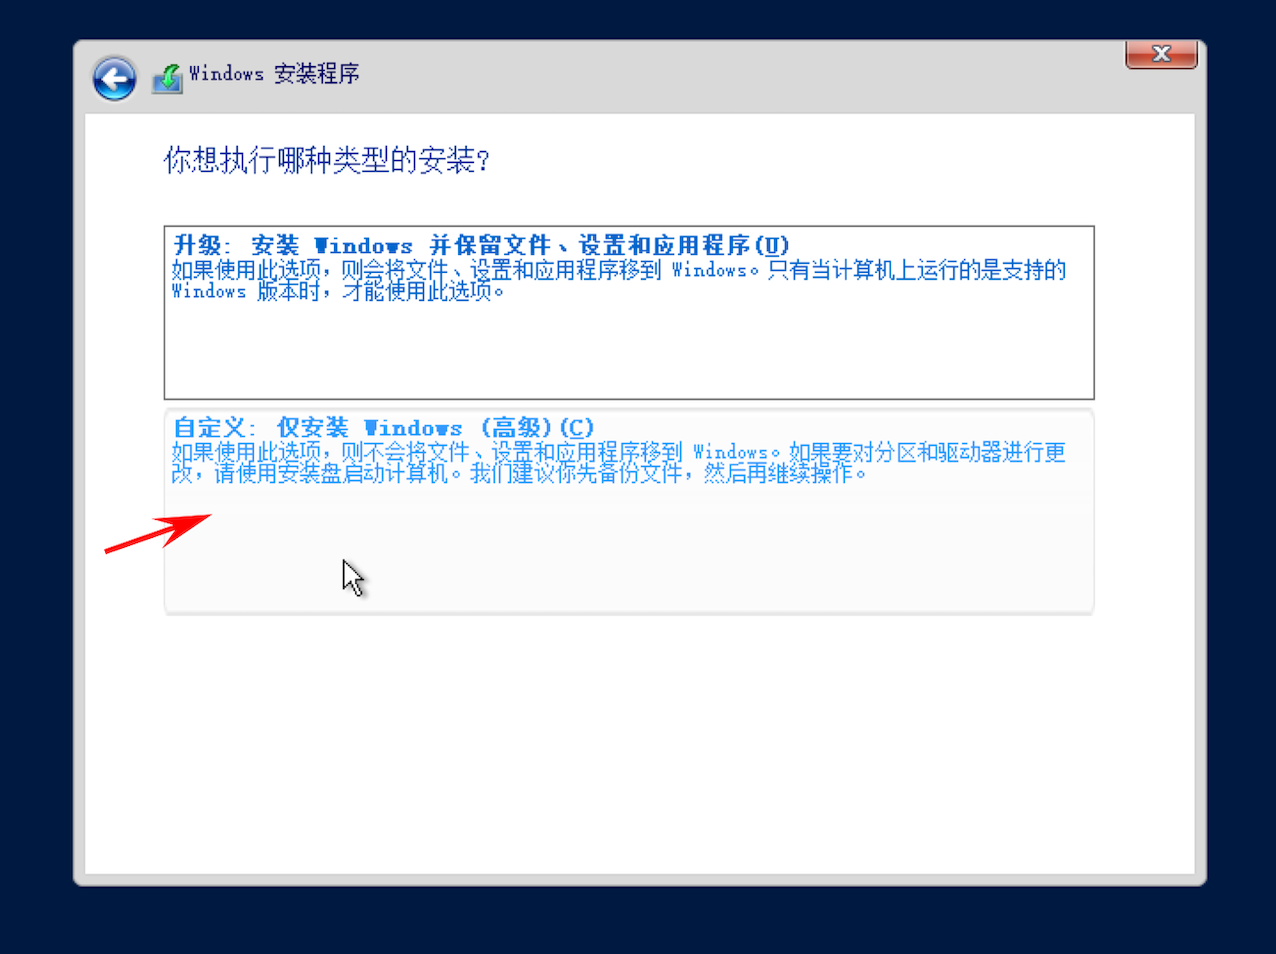 Windows 安装程序
你想执行哪种类型的安装?
升级: 安装 Windows 并保留文件、设置和应用程序(U)
如果使用此选项，则会将文件、设置和应用程序移到 Windows。只有当计算机上运行的是支持的
Windows 版本时，才能使用此选项。
自定义: 仅安装 Windows (高级)(C)
如果使用此选项，则不会将文件、设置和应用程序移到 Windows。如果要对分区和驱动器进行更
改，请使用安装盘启动计算机。我们建议你先备份文件，然后再继续操作。